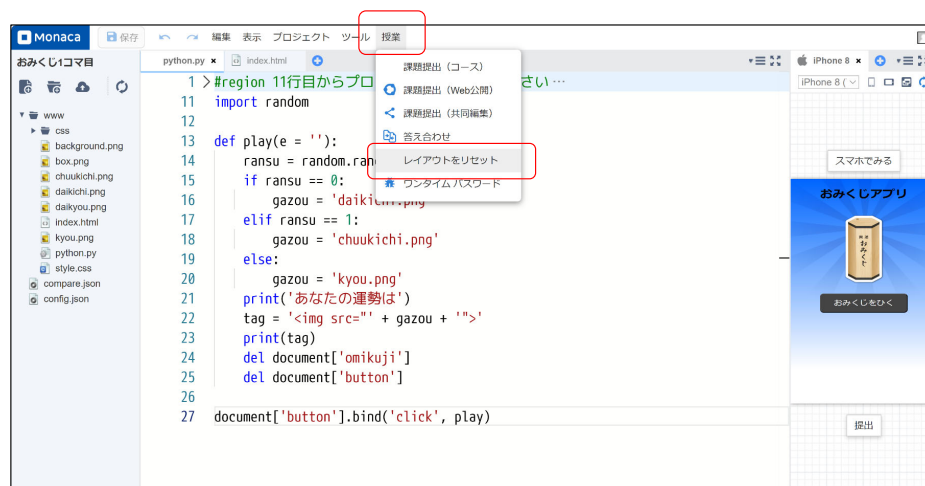 Monaca 保存 編集 表示 プロジェクト ツール 授業
おみくじ1コマ目
python.py index.html
iPhone 8
iPhone 8 (
www
css
background.png
box.png
chuukichi.png
daikichi.png
daikyou.png
index.html
kyou.png
python.py
style.css
compare.json
config.json
課題提出（コース）
課題提出（Web公開）
課題提出（共同編集）
答え合わせ
レイアウトをリセット
ワンタイム パスワード
1 #region 11行目からプロ さい…
11 import random
12
13 def play(e = ''):
14 ransu = random.ran
15 if ransu == 0:
16 gazou = 'daikichi.png'
17 elif ransu == 1:
18 gazou = 'chuukichi.png'
19 else:
20 gazou = 'kyou.png'
21 print('あなたの運勢は')
22 tag = '<img src="' + gazou + '">'
23 print(tag)
24 del document['omikuji']
25 del document['button']
26
27 document['button'].bind('click', play)
スマホでみる
おみくじアプリ
おみくじ
おみくじをひく
提出